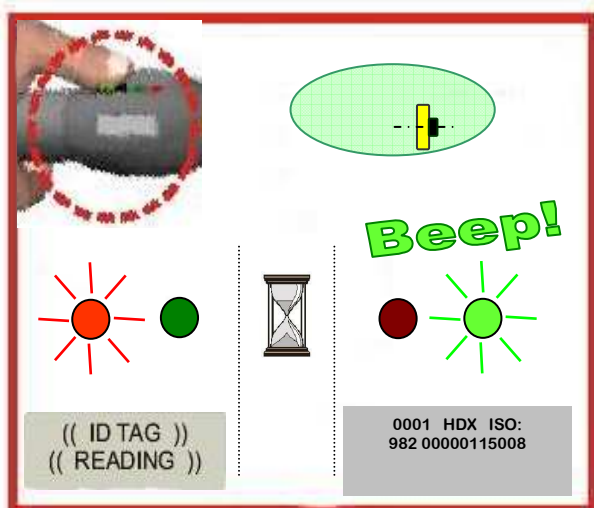 Beep!
(( ID TAG ))
(( READING ))
0001 HDX ISO:
982 00000115008